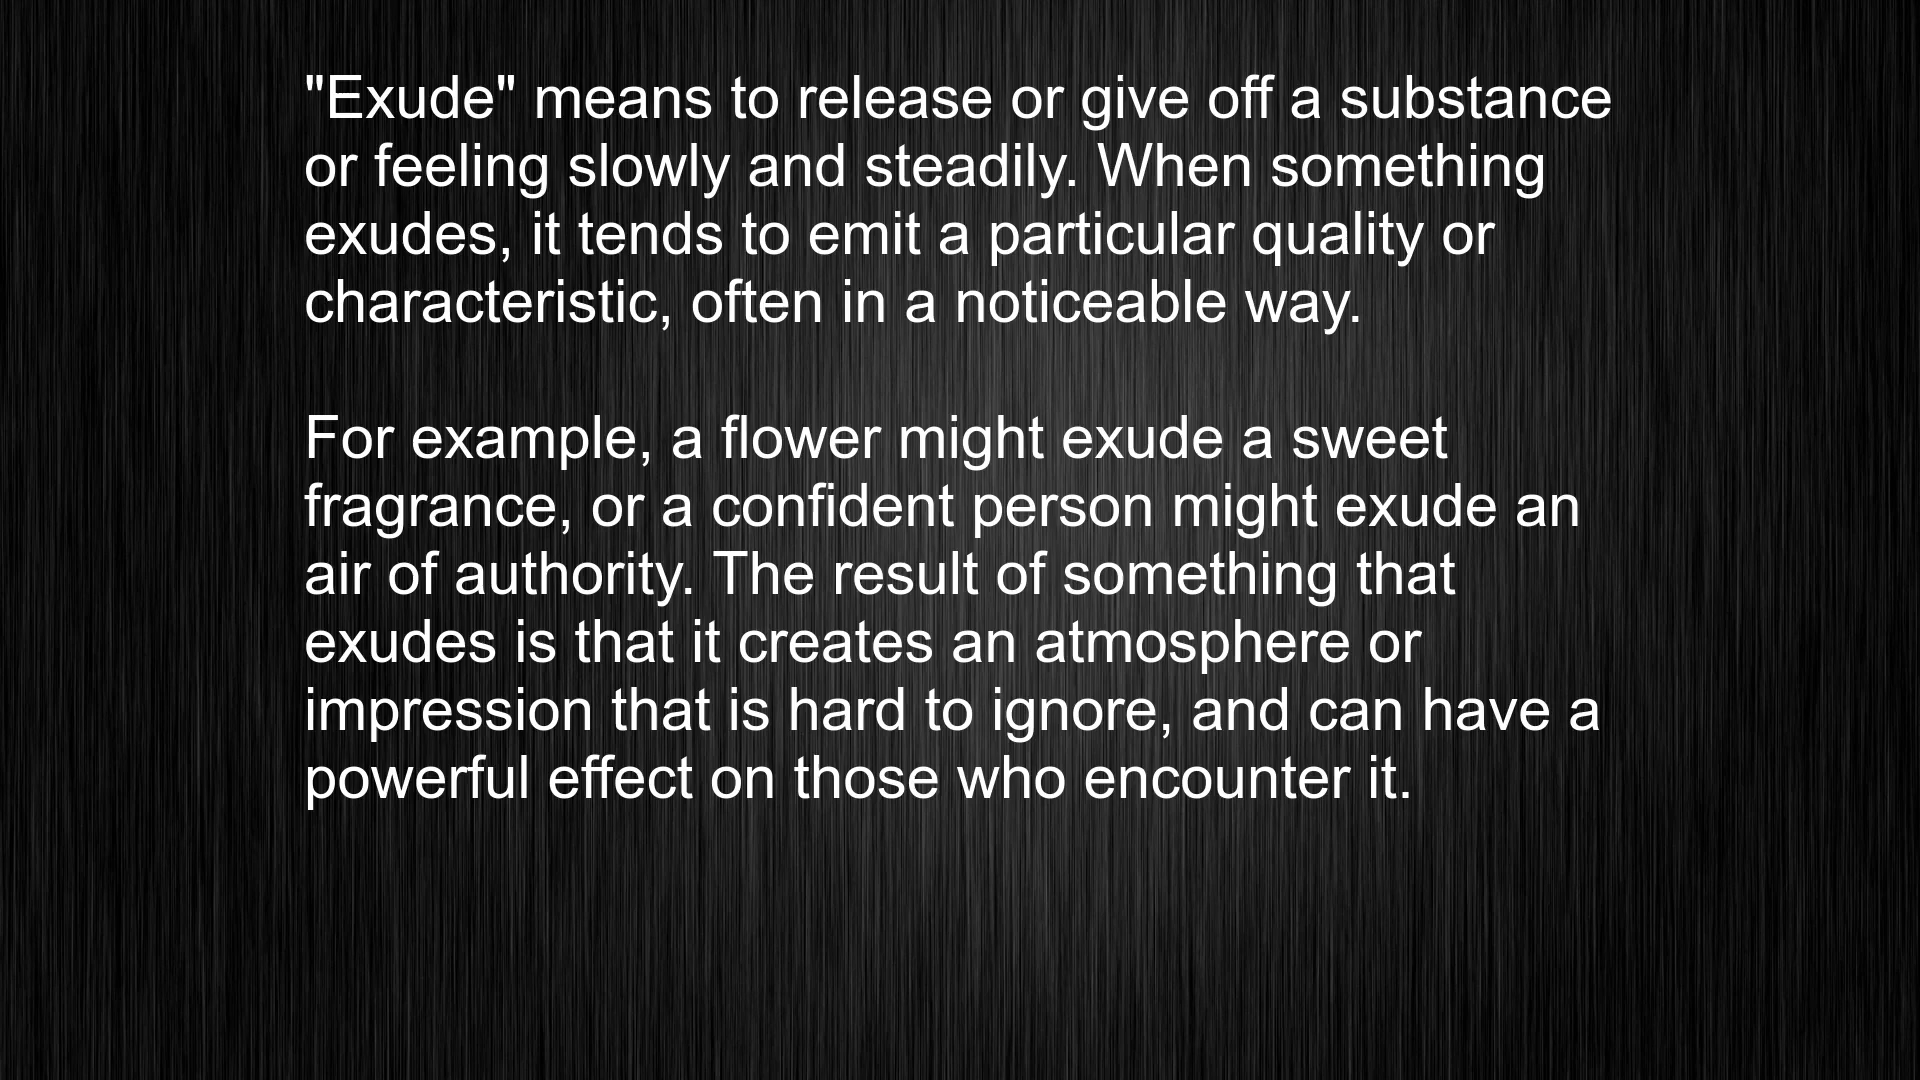 "Exude" means to release or give off a substance
or feeling slowly and steadily. When something
exudes, it tends to emit a particular quality or
characteristic, often in a noticeable way.
For example, a flower might exude a sweet
fragrance, or a confident person might exude an
air of authority. The result of something that
exudes is that it creates an atmosphere or
impression that is hard to ignore, and can have a
powerful effect on those who encounter it.